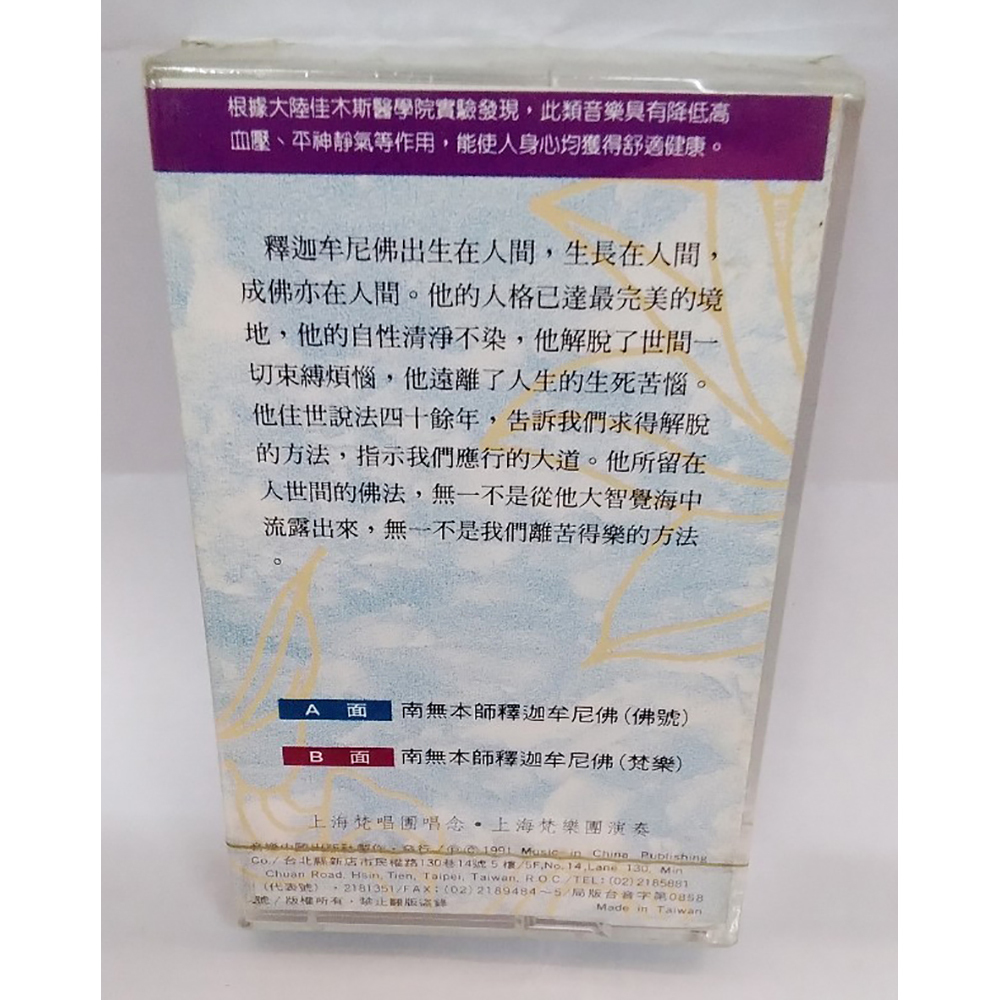 根據大陸佳木斯醫學院實驗發現，此類音樂具有降低高
血壓、平神靜氣等作用，能使人身心均獲得舒適健康。
釋迦牟尼佛出生在人間，生長在人間，
成佛亦在人間。他的人格已達最完美的境
地，他的自性清淨不染，他解脫了世間一
切束縛煩惱，他遠離了人生的生死苦惱。
他住世說法四十餘年，告訴我們求得解脫
的方法，指示我們應行的大道。他所留在
人世間的佛法，無一不是從他大智覺海中
流露出來，無一不是我們離苦得樂的方法
。
A 面 南無本師釋迦牟尼佛(佛號)
B 面 南無本師釋迦牟尼佛(梵樂)
上海梵唱團唱念・上海梵樂團演奏
音樂中國出版社製作・發行/℗©1991 Music in China Publishing
Co./台北縣新店市民權路130巷14號5樓/5F,No.14,Lane 130, Min
Chuan Road, Hsin, Tien, Taipei, Taiwan, R.O.C./TEL:(02)2185881
(代表號)・2181351/FAX:(02)2189484～5/局版台音字第0858
號/版權所有・禁止翻版盜錄 Made in Taiwan